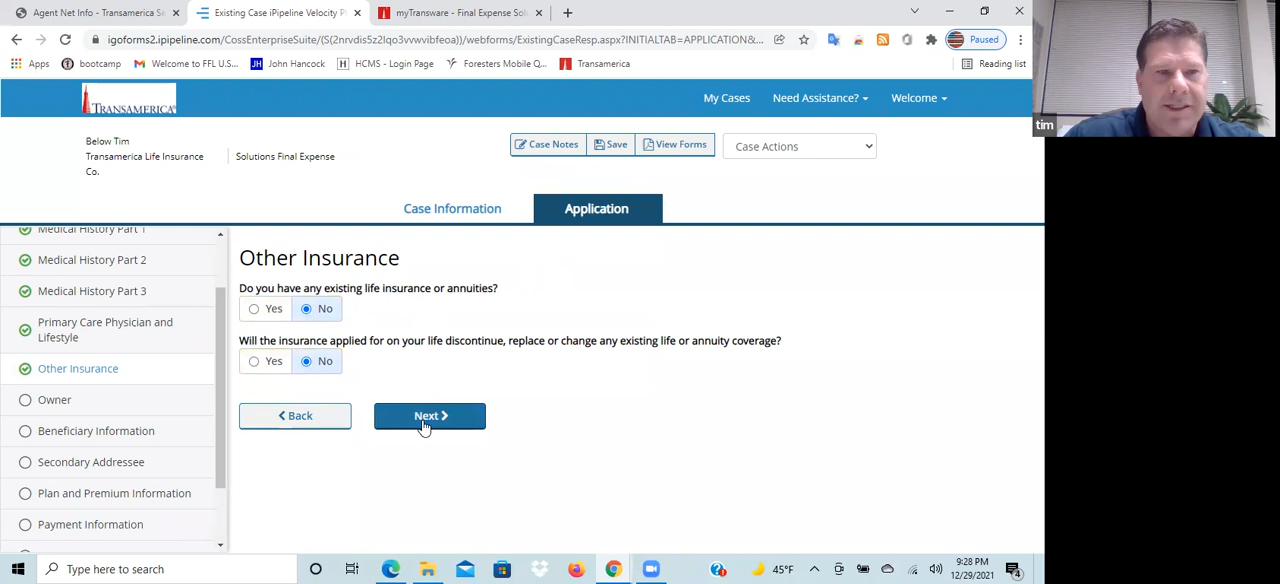 Agent Net Info - Transamerica Se
Existing Case iPipeline Velocity P
myTransware - Final Expense Sol
igoforms2.ipipeline.com/CossEnterpriseSuite/(S(2nrvdis5z2lqo3vvwvibfeoa))/webforms/ExistingCaseResp.aspx?INITIALTAB=APPLICATION&...
Paused
Apps
bootcamp
Welcome to FFL U.S...
John Hancock
HCMS - Login Page
Foresters Mobile Q...
Transamerica
Reading list
TRANSAMERICA
My Cases
Need Assistance?
Welcome
tim
Below Tim
Transamerica Life Insurance
Co.
Solutions Final Expense
Case Notes
Save
View Forms
Case Actions
Case Information
Application
Medical History Part 1
Medical History Part 2
Medical History Part 3
Primary Care Physician and
Lifestyle
Other Insurance
Owner
Beneficiary Information
Secondary Addressee
Plan and Premium Information
Payment Information
Other Insurance
Do you have any existing life insurance or annuities?
Yes
No
Will the insurance applied for on your life discontinue, replace or change any existing life or annuity coverage?
Yes
No
Back
Next
Type here to search
45°F
9:28 PM
12/29/2021
4